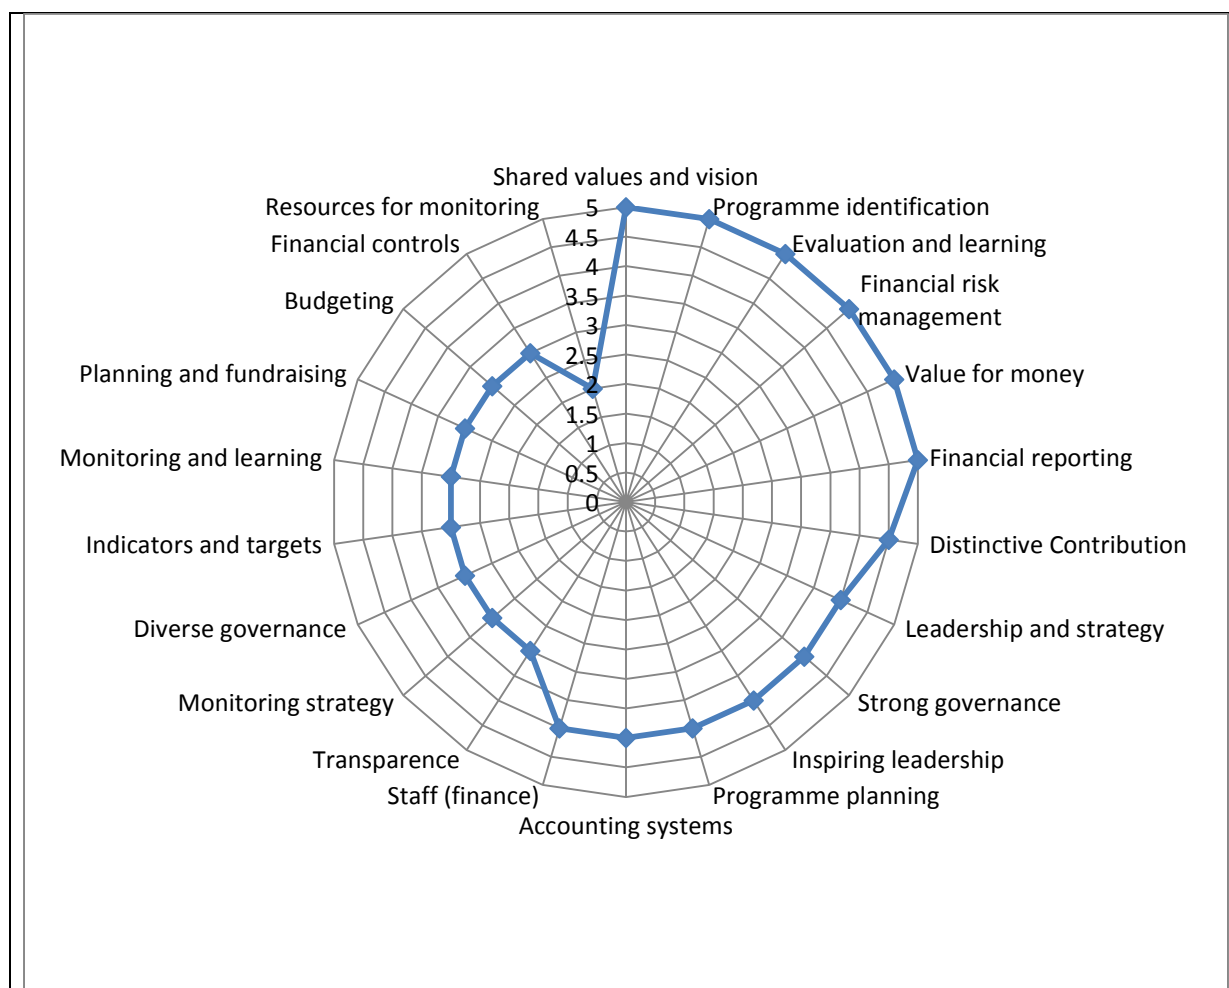 Shared values and vision
Resources for monitoring
5
Programme identification
Financial controls
4.5
Evaluation and learning
4
Financial risk
management
Budgeting
3.5
3
2.5
Planning and fundraising
2
Value for money
1.5
Monitoring and learning
1
Financial reporting
0.5
0
Indicators and targets
Distinctive Contribution
Diverse governance
Leadership and strategy
Monitoring strategy
Strong governance
Transparence
Inspiring leadership
Staff (finance)
Programme planning
Accounting systems